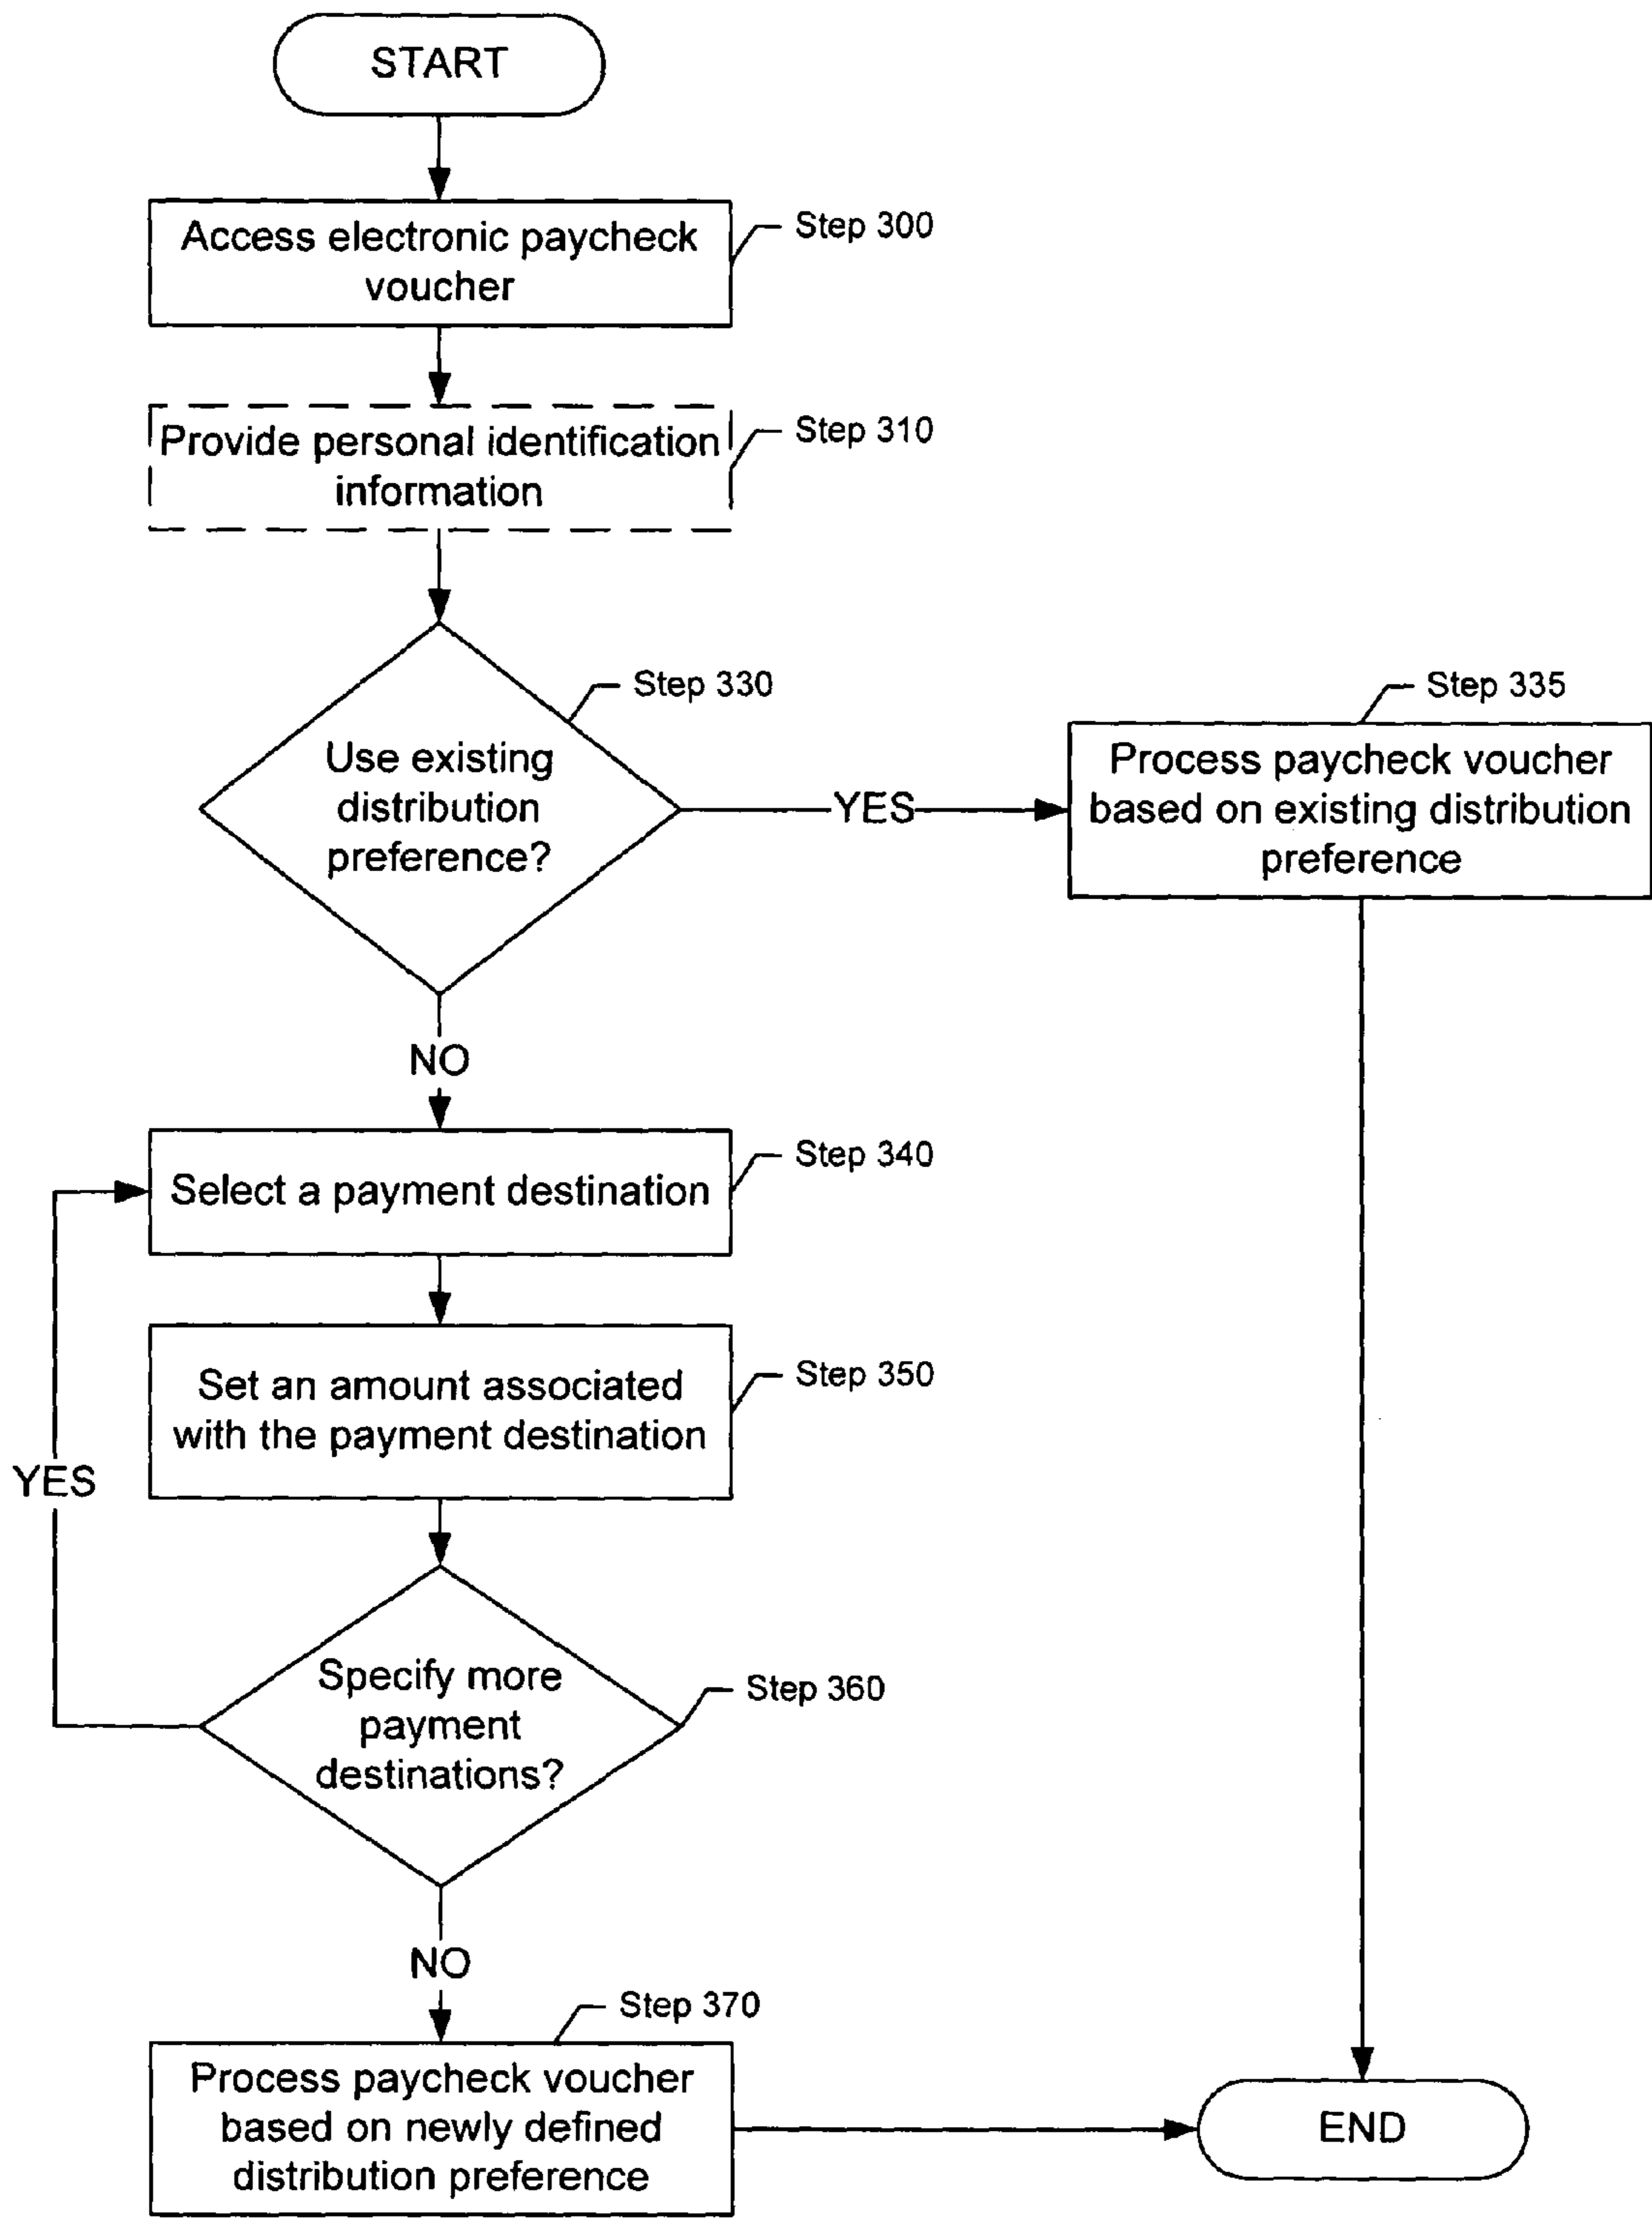 START
Access electronic paycheck
voucher
Step 300
Provide personal identification
information
Step 310
Step 330
Use existing
distribution
preference?
YES
Step 335
Process paycheck voucher
based on existing distribution
preference
NO
Step 340
Select a payment destination
Set an amount associated
with the payment destination
Step 350
YES
Specify more
payment
destinations?
Step 360
NO
Step 370
Process paycheck voucher
based on newly defined
distribution preference
END